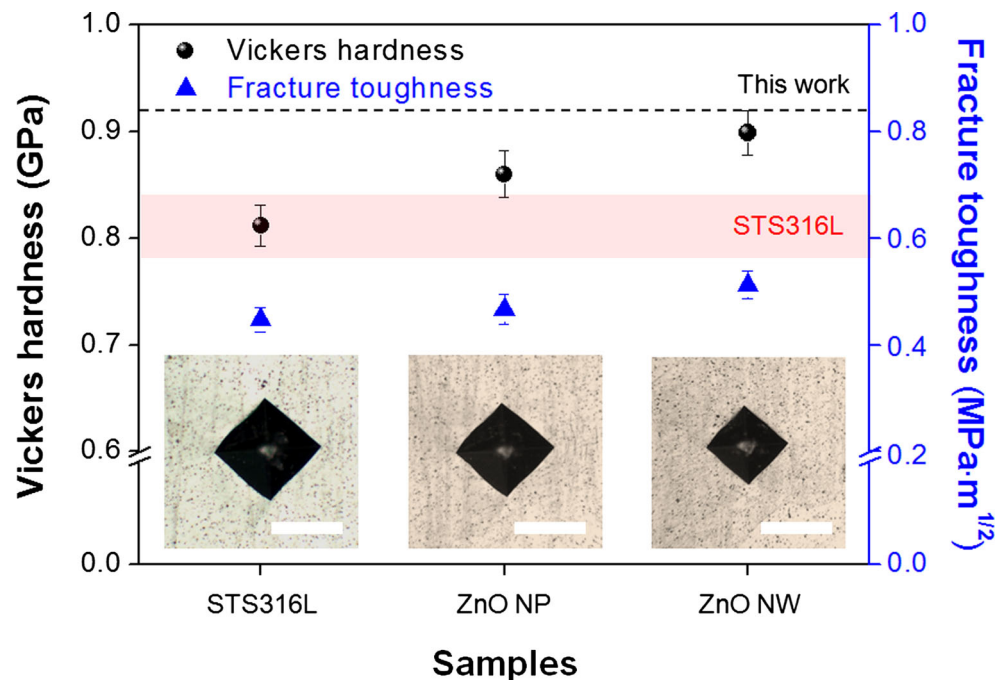 Vickers hardness
Fracture toughness
This work
STS316L
Vickers hardness (GPa)
1.0
0.9
0.8
0.7
0.6
0.0
1.0
0.8
0.6
0.4
0.2
0.0
Fracture toughness (MPa·m^1/2)
STS316L ZnO NP ZnO NW
Samples